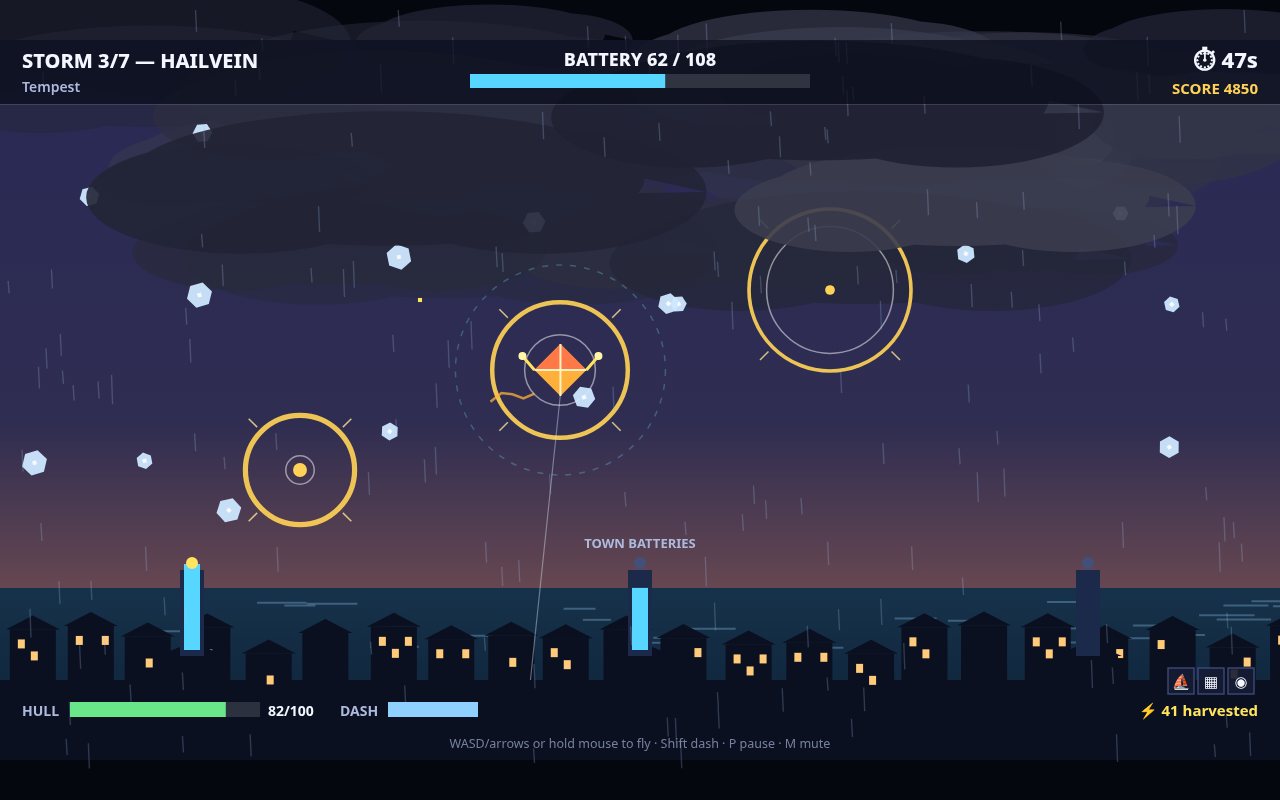 STORM 3/7 — HAILVEIN
Tempest
BATTERY 62 / 108
⏱ 47s
SCORE 4850
TOWN BATTERIES
HULL 82/100 DASH
⚡ 41 harvested
WASD/arrows or hold mouse to fly · Shift dash · P pause · M mute